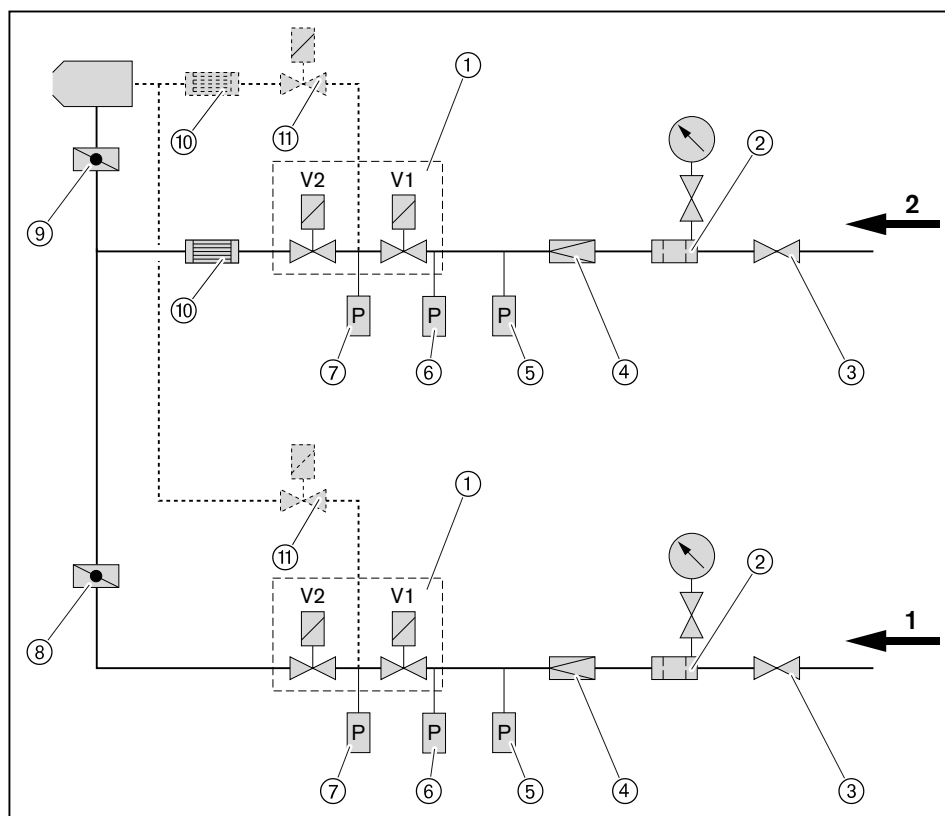 ①
⑩
⑪
②
V2
V1
2
⑨
⑩
P
P
P
⑦
⑥
⑤
④
③
①
⑪
②
V2
V1
1
⑧
P
P
P
⑦
⑥
⑤
④
③